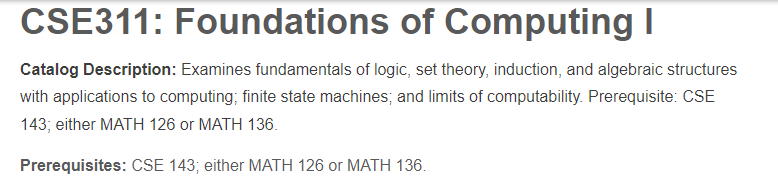 CSE311: Foundations of Computing I
Catalog Description: Examines fundamentals of logic, set theory, induction, and algebraic structures
with applications to computing; finite state machines; and limits of computability. Prerequisite: CSE
143; either MATH 126 or MATH 136.
Prerequisites: CSE 143; either MATH 126 or MATH 136.